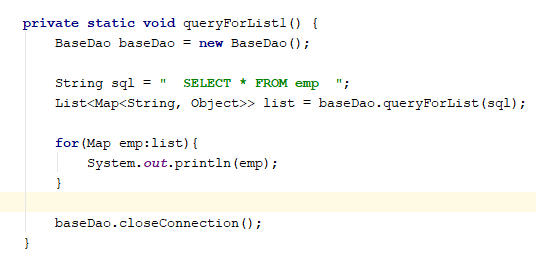 private static void queryForList1() {
    BaseDao baseDao = new BaseDao();
    String sql = "  SELECT * FROM emp  ";
    List<Map<String, Object>> list = baseDao.queryForList(sql);
    for(Map emp:list){
        System.out.println(emp);
    }
    baseDao.closeConnection();
}